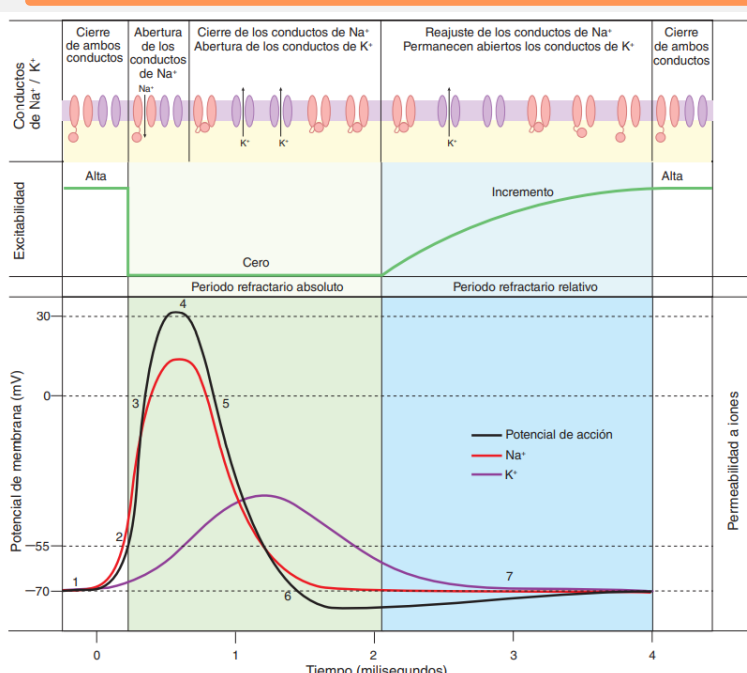 Cierre
de ambos
conductos
Abertura
de los
conductos
de Na⁺
Cierre de los conductos de Na⁺
Abertura de los conductos de K⁺
Reajuste de los conductos de Na⁺
Permanecen abiertos los conductos de K⁺
Cierre
de ambos
conductos
Conductos
de Na⁺ / K⁺
Na⁺
K⁺
K⁺
K⁺
Excitabilidad
Alta
Cero
Incremento
Alta
Periodo refractario absoluto
Periodo refractario relativo
Potencial de membrana (mV)
30
0
−55
−70
1
2
3
4
5
6
7
Potencial de acción
Na⁺
K⁺
Permeabilidad a iones
0
1
2
3
4
Tiempo (milisegundos)